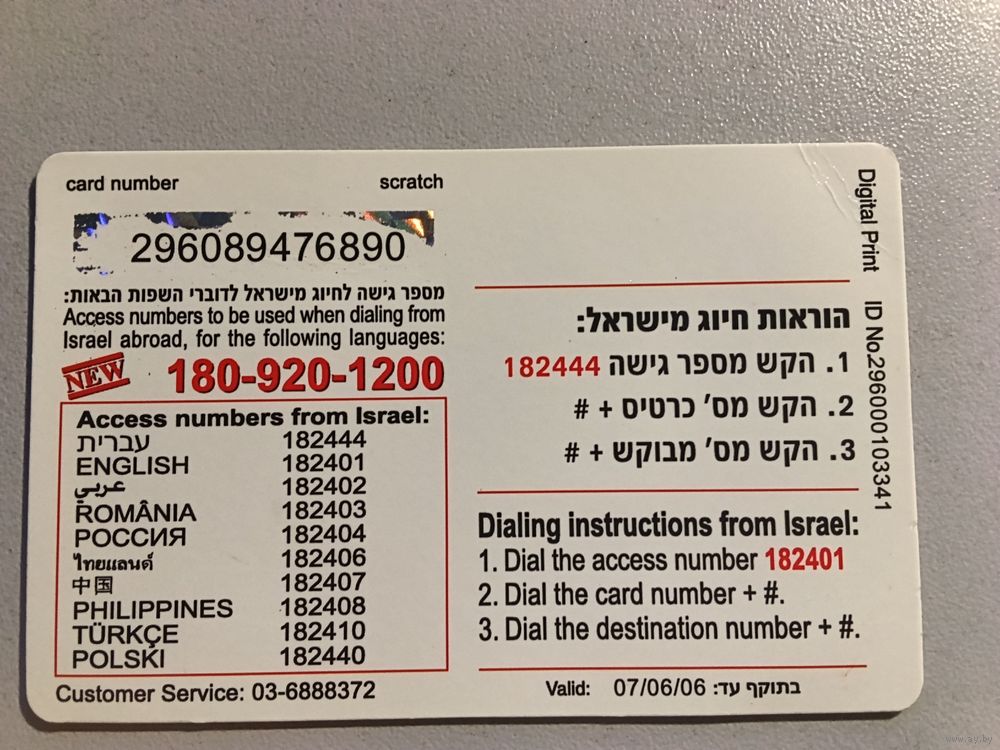 card number scratch
296089476890
מספר גישה לחיוג מישראל לדוברי השפות הבאות:
Access numbers to be used when dialing from
Israel abroad, for the following languages:
NEW 180-920-1200
Access numbers from Israel:
עברית 182444
ENGLISH 182401
عربي 182402
ROMÂNIA 182403
РОССИЯ 182404
ไทยแลนด์ 182406
中国 182407
PHILIPPINES 182408
TÜRKÇE 182410
POLSKI 182440
Customer Service: 03-6888372
הוראות חיוג מישראל:
1. הקש מספר גישה 182444
2. הקש מס' כרטיס + #
3. הקש מס' מבוקש + #
Dialing instructions from Israel:
1. Dial the access number 182401
2. Dial the card number + #.
3. Dial the destination number + #.
Valid: 07/06/06 בתוקף עד:
Digital Print ID No.296000103341
www.ay.by